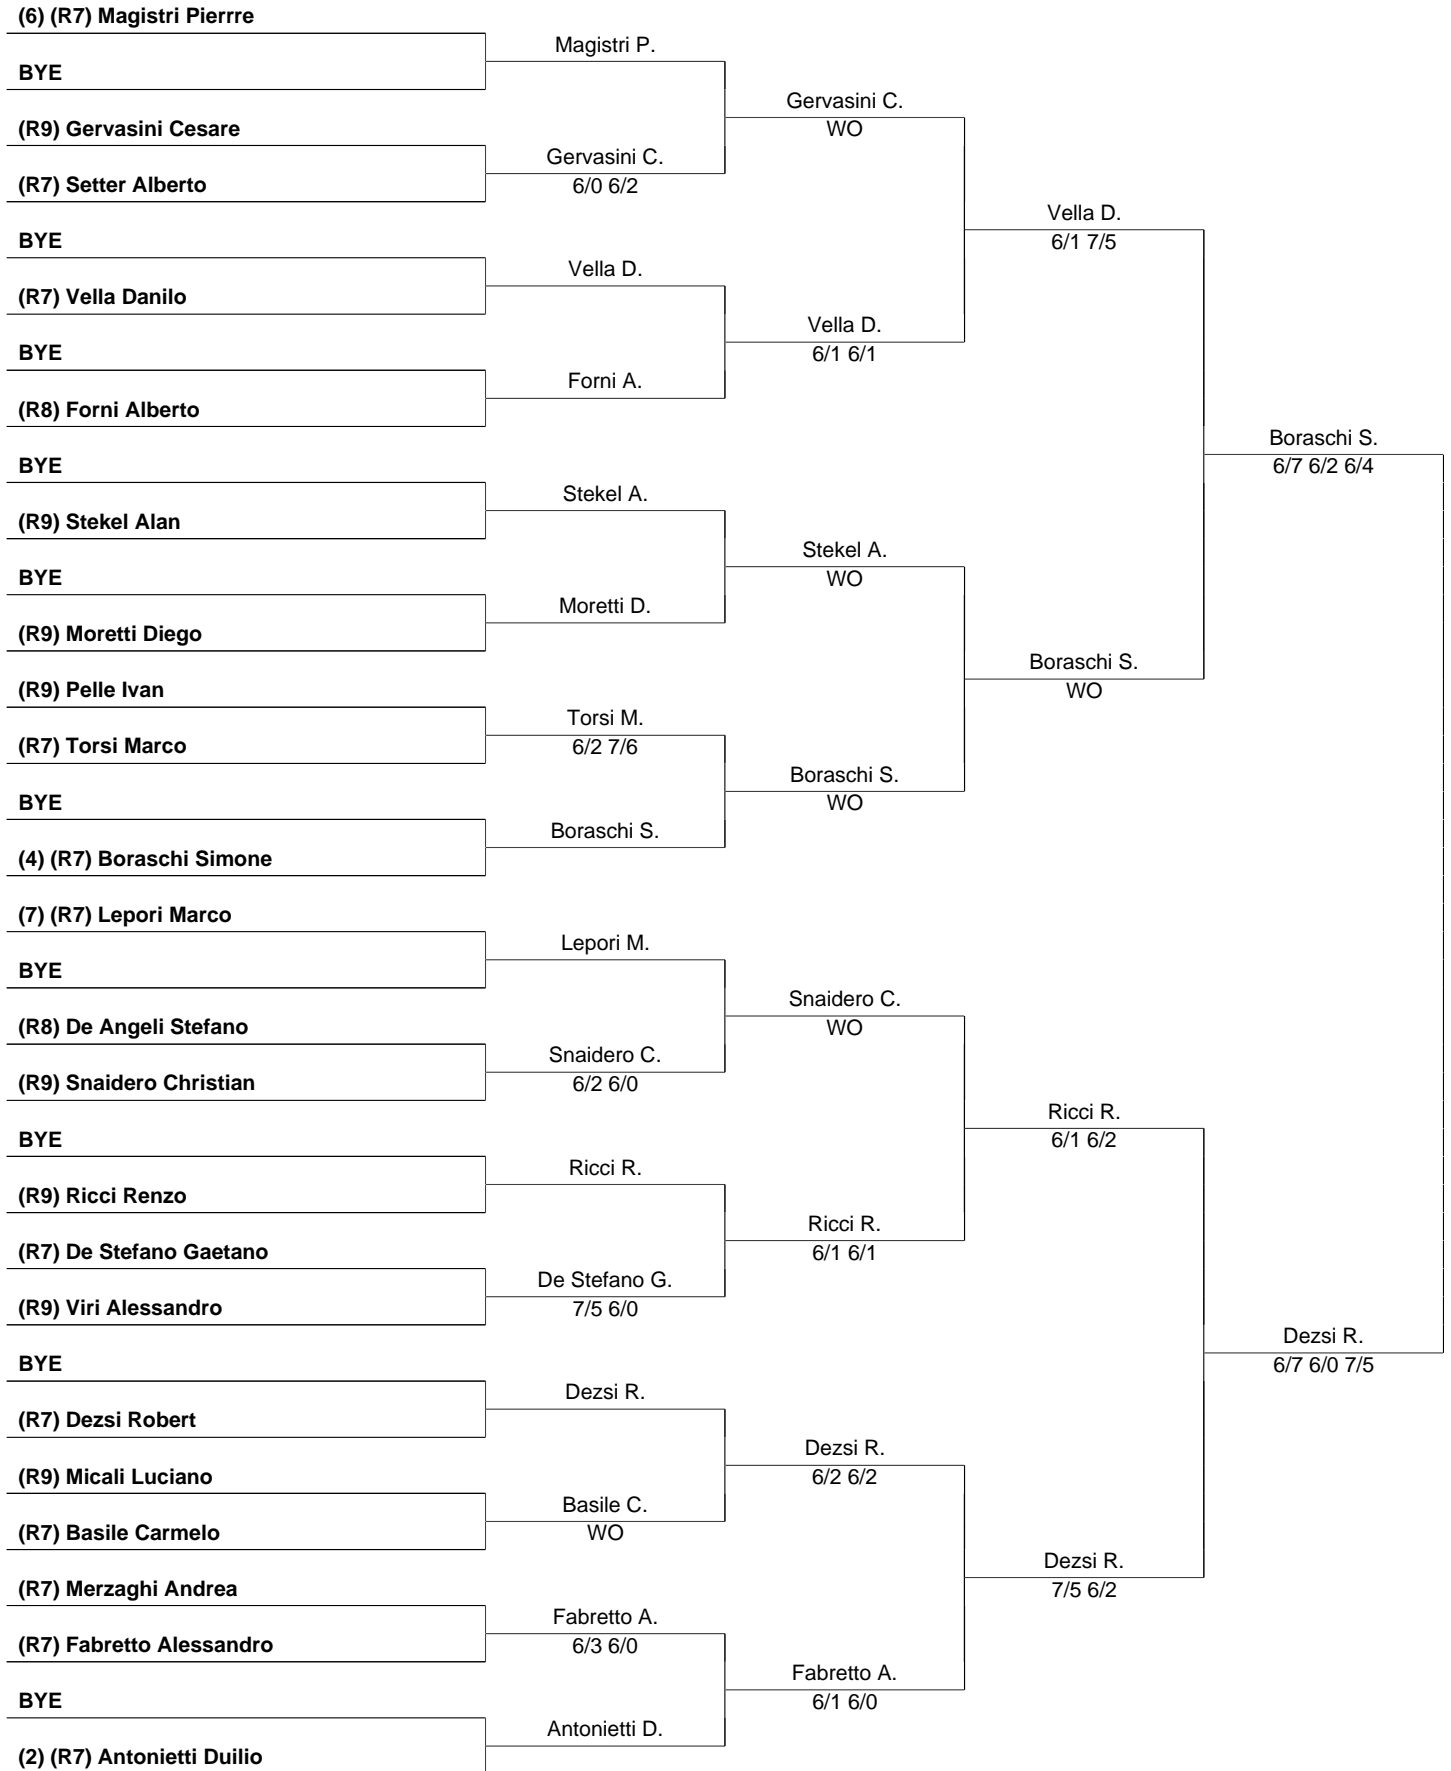 (6) (R7) Magistri Pierrre
Magistri P.
BYE
Gervasini C.
WO
(R9) Gervasini Cesare
Gervasini C.
6/0 6/2
(R7) Setter Alberto
Vella D.
6/1 7/5
BYE
Vella D.
(R7) Vella Danilo
Vella D.
6/1 6/1
BYE
Forni A.
(R8) Forni Alberto
Boraschi S.
6/7 6/2 6/4
BYE
Stekel A.
(R9) Stekel Alan
Stekel A.
WO
BYE
Moretti D.
(R9) Moretti Diego
Boraschi S.
WO
(R9) Pelle Ivan
Torsi M.
6/2 7/6
(R7) Torsi Marco
Boraschi S.
WO
BYE
Boraschi S.
(4) (R7) Boraschi Simone
(7) (R7) Lepori Marco
Lepori M.
BYE
Snaidero C.
WO
(R8) De Angeli Stefano
Snaidero C.
6/2 6/0
(R9) Snaidero Christian
Ricci R.
6/1 6/2
BYE
Ricci R.
(R9) Ricci Renzo
Ricci R.
6/1 6/1
(R7) De Stefano Gaetano
De Stefano G.
7/5 6/0
(R9) Viri Alessandro
Dezsi R.
6/7 6/0 7/5
BYE
Dezsi R.
(R7) Dezsi Robert
Dezsi R.
6/2 6/2
(R9) Micali Luciano
Basile C.
WO
(R7) Basile Carmelo
Dezsi R.
7/5 6/2
(R7) Merzaghi Andrea
Fabretto A.
6/3 6/0
(R7) Fabretto Alessandro
Fabretto A.
6/1 6/0
BYE
Antonietti D.
(2) (R7) Antonietti Duilio